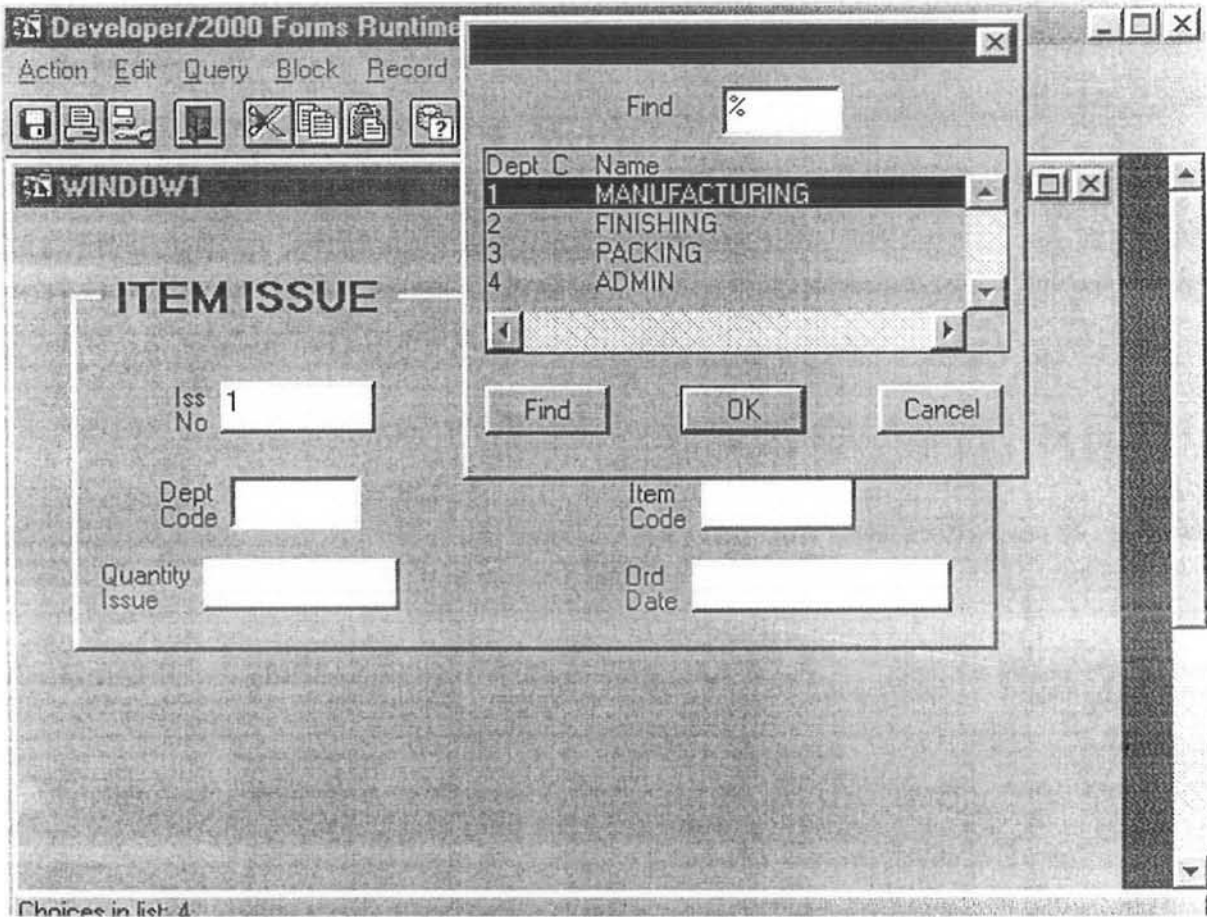 Developer/2000 Forms Runtime
Action Edit Query Block Record
WINDOW1
Find %
Dept C Name
1 MANUFACTURING
2 FINISHING
3 PACKING
4 ADMIN
Find OK Cancel
ITEM ISSUE
Iss
No
1
Dept
Code
Item
Code
Quantity
Issue
Ord
Date
Choices in list: 4